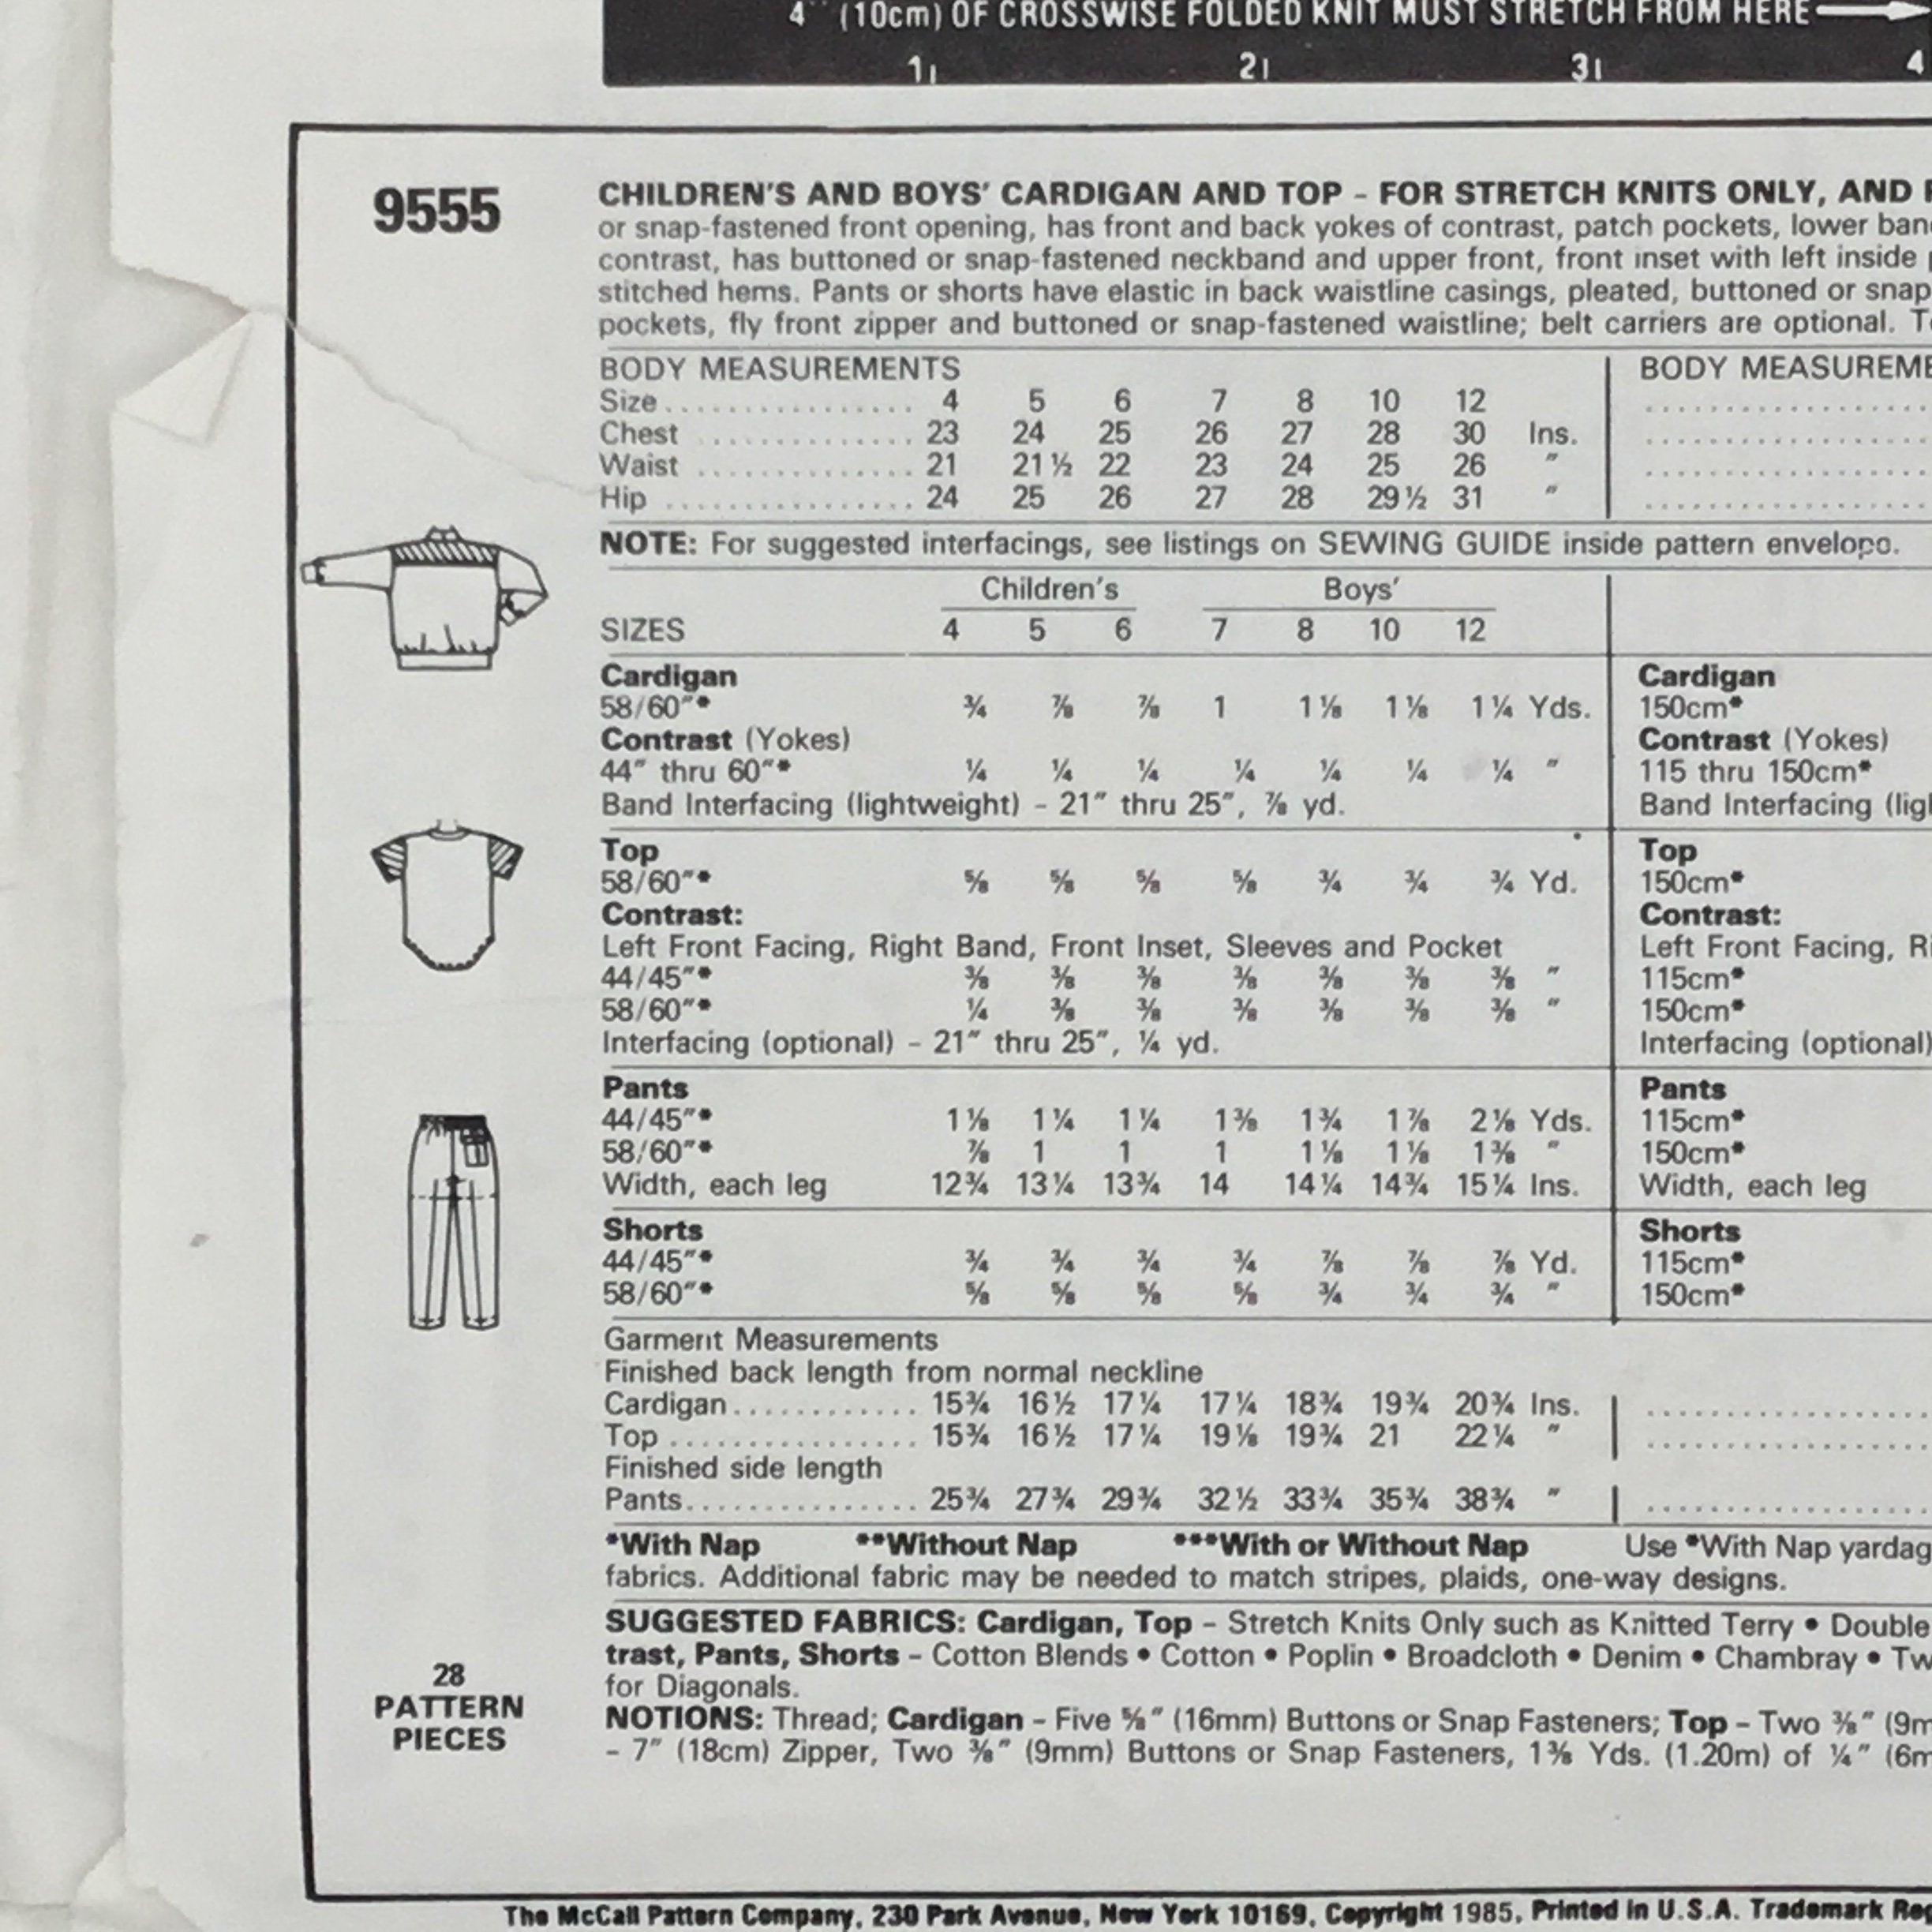 4" (10cm) OF CROSSWISE FOLDED KNIT MUST STRETCH FROM HERE
1 2 3 4
9555
CHILDREN'S AND BOYS' CARDIGAN AND TOP – FOR STRETCH KNITS ONLY, AND
or snap-fastened front opening, has front and back yokes of contrast, patch pockets, lower
contrast, has buttoned or snap-fastened neckband and upper front, front inset with left inside
stitched hems. Pants or shorts have elastic in back waistline casings, pleated, buttoned or snap
pockets, fly front zipper and buttoned or snap-fastened waistline; belt carriers are optional.
BODY MEASUREMENTS BODY
Size 4 5 6 7 8 10 12
Chest 23 24 25 26 27 28 30 Ins.
Waist 21 21½ 22 23 24 25 26 "
Hip 24 25 26 27 28 29½ 31 "
NOTE: For suggested interfacings, see listings on SEWING GUIDE inside pattern envelope.
Children's Boys'
SIZES 4 5 6 7 8 10 12
Cardigan Cardigan
58/60"* ¾ ⅞ ⅞ 1 1⅛ 1⅛ 1¼ Yds. 150cm*
Contrast (Yokes) Contrast (Yokes)
44" thru 60"* ¼ ¼ ¼ ¼ ¼ ¼ ¼ " 115 thru 150cm*
Band Interfacing (lightweight) – 21" thru 25", ⅞ yd. Band Interfacing
Top Top
58/60"* ⅝ ⅝ ⅝ ⅝ ¾ ¾ ¾ Yd. 150cm*
Contrast: Contrast:
Left Front Facing, Right Band, Front Inset, Sleeves and Pocket Left Front Facing,
44/45"* ⅜ ⅜ ⅜ ⅜ ⅜ ⅜ ⅜ " 115cm*
58/60"* ¼ ⅜ ⅜ ⅜ ⅜ ⅜ ⅜ " 150cm*
Interfacing (optional) – 21" thru 25", ¼ yd. Interfacing (optional)
Pants Pants
44/45"* 1⅛ 1¼ 1¼ 1⅜ 1¾ 1⅞ 2⅛ Yds. 115cm*
58/60"* ⅞ 1 1 1 1⅛ 1⅛ 1⅜ " 150cm*
Width, each leg 12¾ 13¼ 13¾ 14 14¼ 14¾ 15¼ Ins. Width, each leg
Shorts Shorts
44/45"* ¾ ¾ ¾ ¾ ⅞ ⅞ ⅞ Yd. 115cm*
58/60"* ⅝ ⅝ ⅝ ⅝ ¾ ¾ ¾ " 150cm*
Garment Measurements
Finished back length from normal neckline
Cardigan 15¾ 16½ 17¼ 17¼ 18¾ 19¾ 20¾ Ins.
Top 15¾ 16½ 17¼ 19⅛ 19¾ 21 22¼ "
Finished side length
Pants 25¾ 27¾ 29¾ 32½ 33¾ 35¾ 38¾ "
*With Nap **Without Nap ***With or Without Nap Use *With Nap
fabrics. Additional fabric may be needed to match stripes, plaids, one-way designs.
SUGGESTED FABRICS: Cardigan, Top – Stretch Knits Only such as Knitted Terry • Double
trast, Pants, Shorts – Cotton Blends • Cotton • Poplin • Broadcloth • Denim • Chambray •
for Diagonals.
NOTIONS: Thread; Cardigan – Five ⅝" (16mm) Buttons or Snap Fasteners; Top – Two ⅜"
– 7" (18cm) Zipper, Two ⅜" (9mm) Buttons or Snap Fasteners, 1⅜ Yds. (1.20m) of ¼"
28
PATTERN
PIECES
The McCall Pattern Company, 230 Park Avenue, New York 10169, Copyright 1985, Printed in U.S.A. Trademark